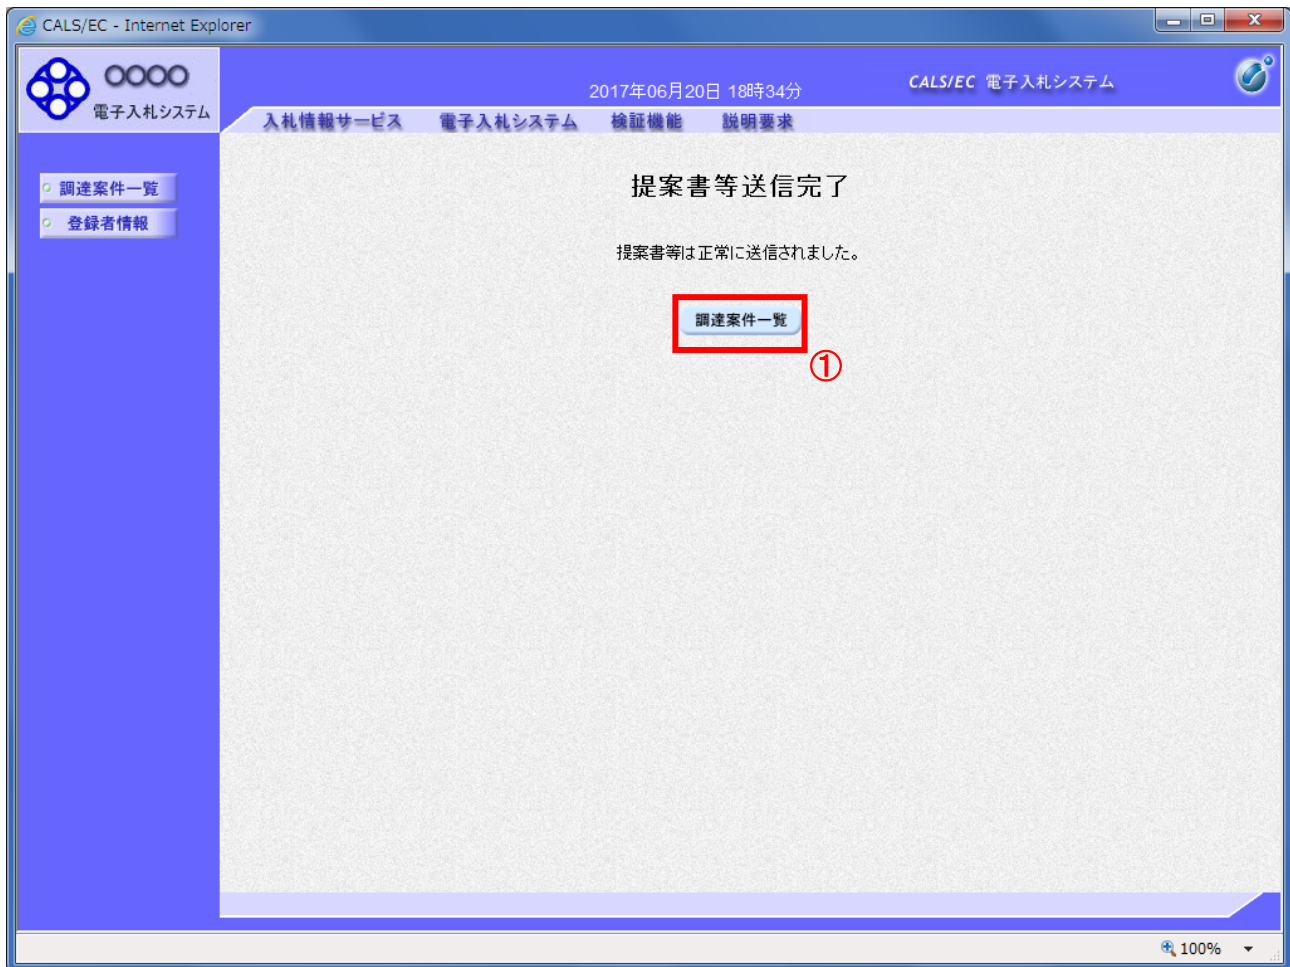 CALS/EC - Internet Explorer
〇〇〇〇
電子入札システム
2017年06月20日 18時34分
CALS/EC 電子入札システム
入札情報サービス 電子入札システム 検証機能 説明要求
調達案件一覧
登録者情報
提案書等送信完了
提案書等は正常に送信されました。
調達案件一覧
①
100%